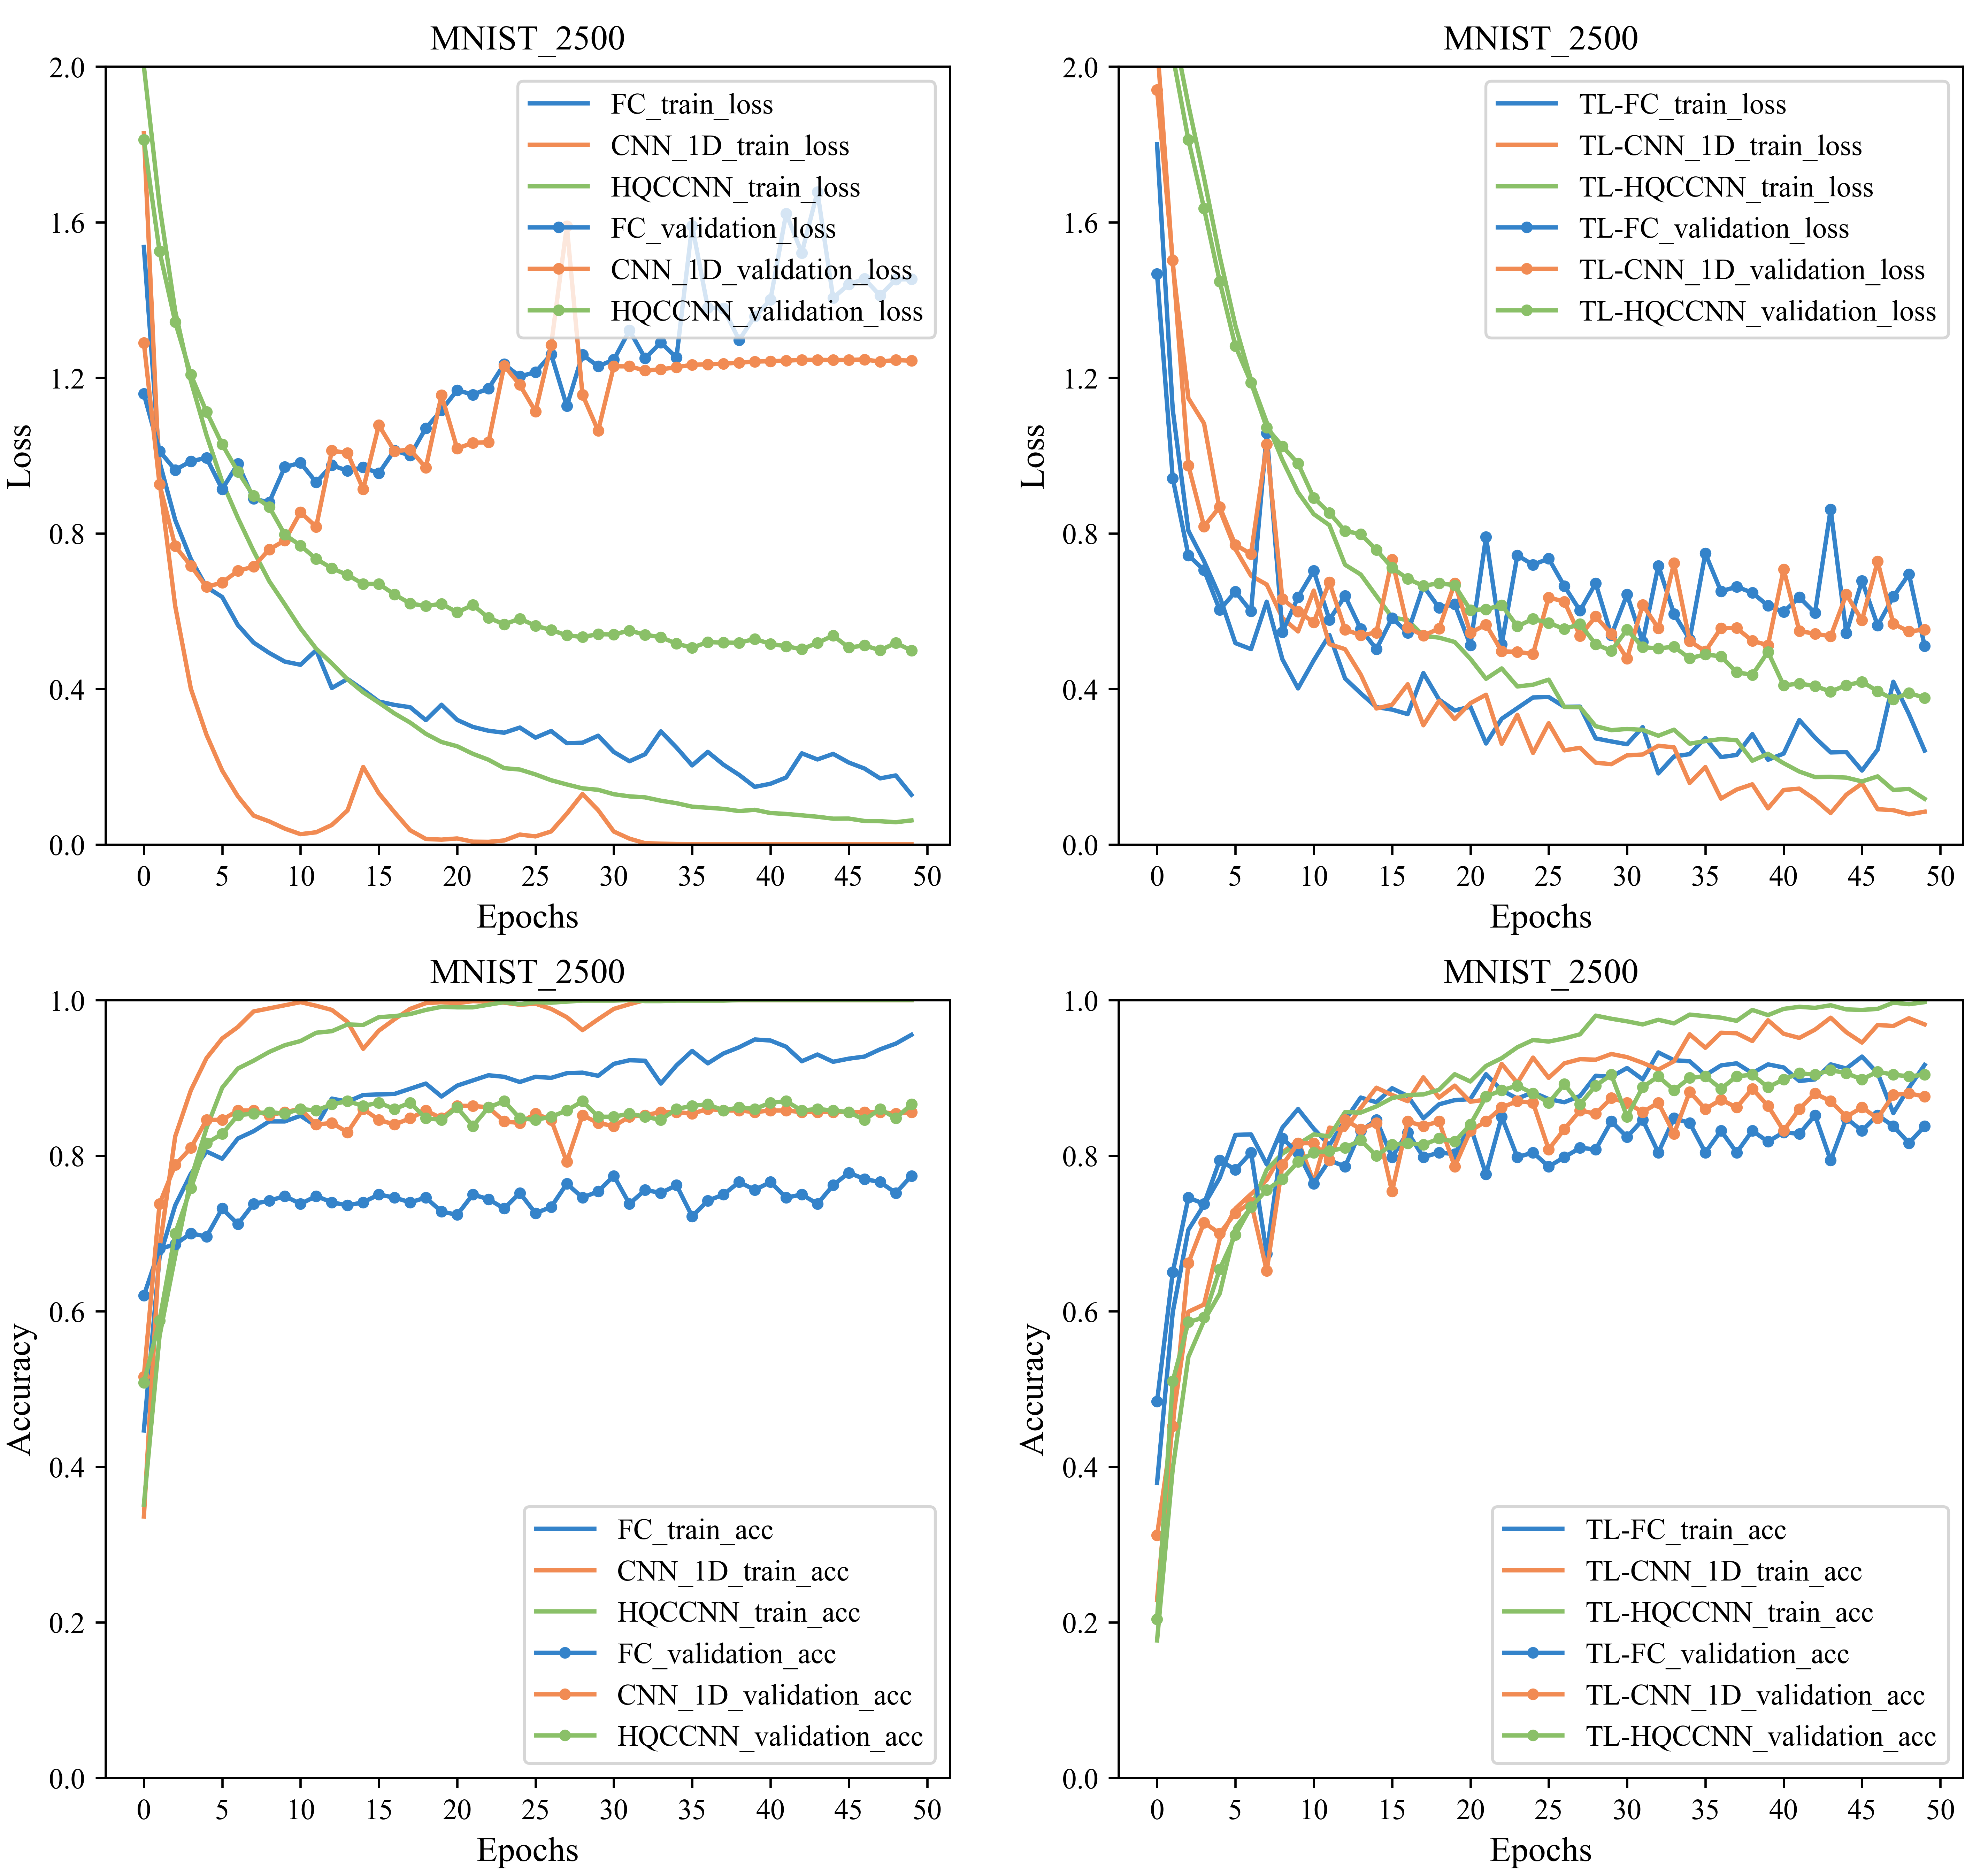 MNIST_2500
2.0
1.6
1.2
0.8
0.4
0.0
Loss
FC_train_loss
CNN_1D_train_loss
HQCCNN_train_loss
FC_validation_loss
CNN_1D_validation_loss
HQCCNN_validation_loss
0 5 10 15 20 25 30 35 40 45 50
Epochs
MNIST_2500
2.0
1.6
1.2
0.8
0.4
0.0
Loss
TL-FC_train_loss
TL-CNN_1D_train_loss
TL-HQCCNN_train_loss
TL-FC_validation_loss
TL-CNN_1D_validation_loss
TL-HQCCNN_validation_loss
0 5 10 15 20 25 30 35 40 45 50
Epochs
MNIST_2500
1.0
0.8
0.6
0.4
0.2
0.0
Accuracy
FC_train_acc
CNN_1D_train_acc
HQCCNN_train_acc
FC_validation_acc
CNN_1D_validation_acc
HQCCNN_validation_acc
0 5 10 15 20 25 30 35 40 45 50
Epochs
MNIST_2500
1.0
0.8
0.6
0.4
0.2
0.0
Accuracy
TL-FC_train_acc
TL-CNN_1D_train_acc
TL-HQCCNN_train_acc
TL-FC_validation_acc
TL-CNN_1D_validation_acc
TL-HQCCNN_validation_acc
0 5 10 15 20 25 30 35 40 45 50
Epochs